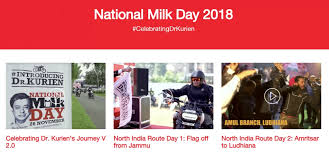 National Milk Day 2018
#CelebratingDrKurien
#INTRODUCING
DR.KURIEN
NATIONAL
Milk
DAY
26 NOVEMBER
AMUL BRANCH, LUDHIANA
Celebrating Dr. Kurien's Journey V
2.0
North India Route Day 1: Flag off
from Jammu
North India Route Day 2: Amritsar
to Ludhiana